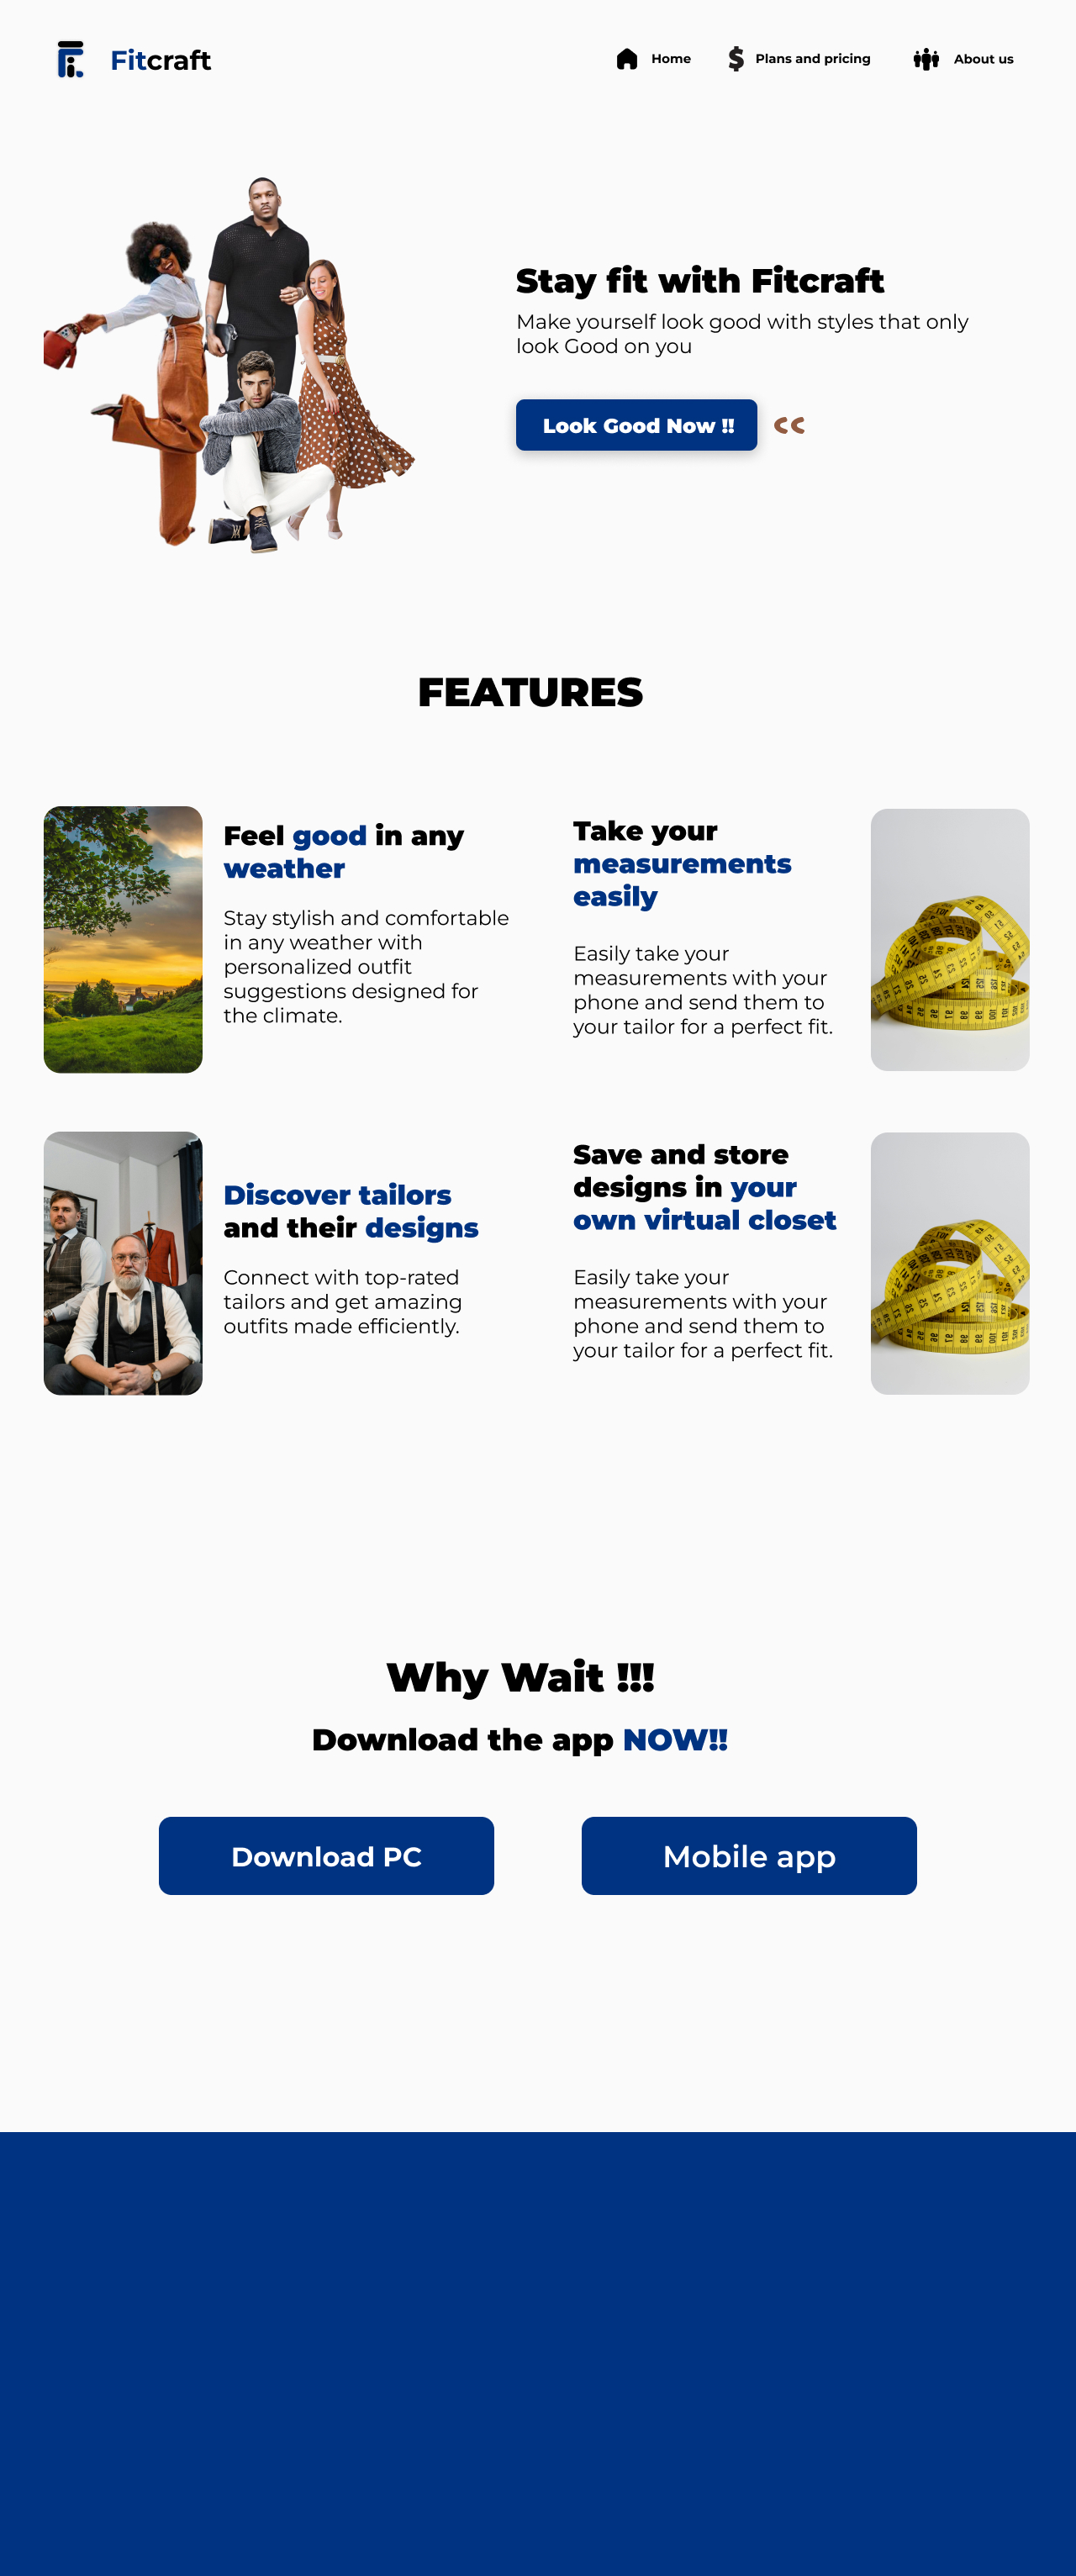 Fitcraft
Home
Plans and pricing
About us
Stay fit with Fitcraft
Make yourself look good with styles that only
look Good on you
Look Good Now !!
<<
FEATURES
Feel good in any
weather
Stay stylish and comfortable
in any weather with
personalized outfit
suggestions designed for
the climate.
Take your
measurements
easily
Easily take your
measurements with your
phone and send them to
your tailor for a perfect fit.
Discover tailors
and their designs
Connect with top-rated
tailors and get amazing
outfits made efficiently.
Save and store
designs in your
own virtual closet
Easily take your
measurements with your
phone and send them to
your tailor for a perfect fit.
Why Wait !!!
Download the app NOW!!
Download PC
Mobile app